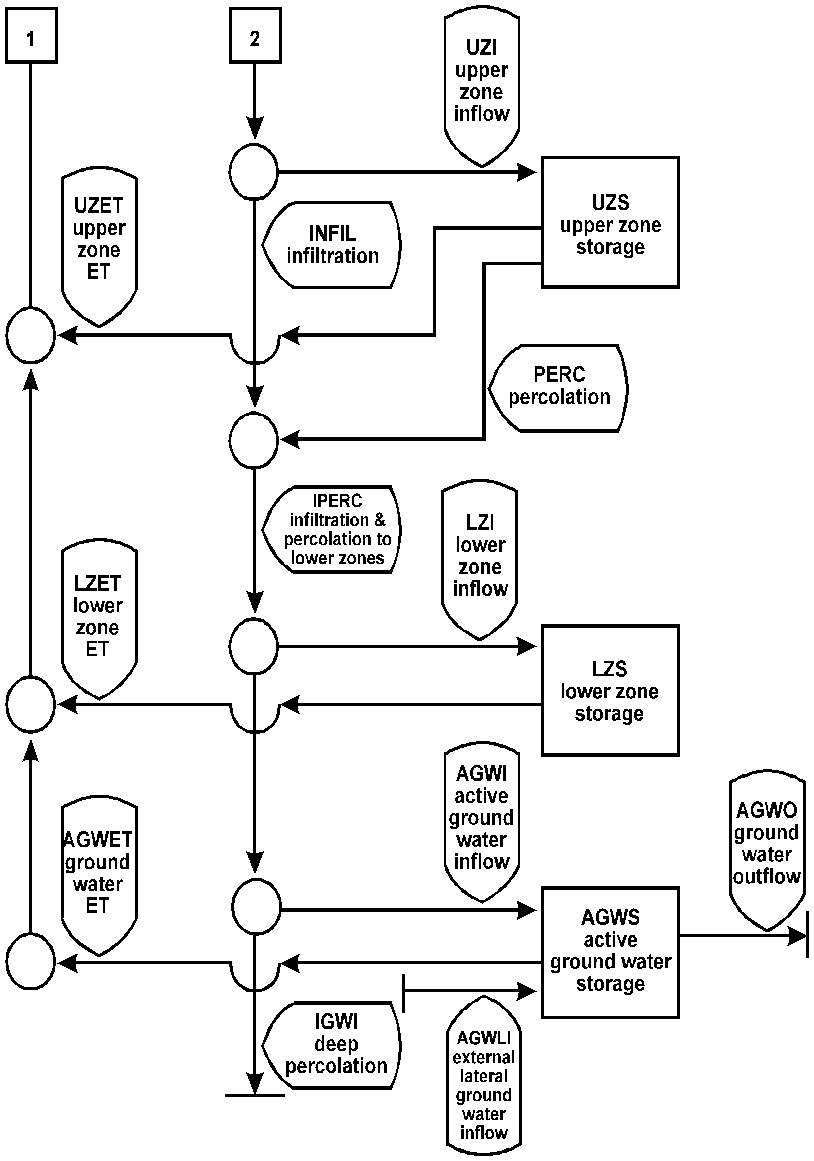 1
2
UZI
upper
zone
inflow
UZET
upper
zone
ET
INFIL
infiltration
UZS
upper zone
storage
PERC
percolation
IPERC
infiltration &
percolation to
lower zones
LZI
lower
zone
inflow
LZET
lower
zone
ET
LZS
lower zone
storage
AGWI
active
ground
water
inflow
AGWO
ground
water
outflow
AGWET
ground
water
ET
AGWS
active
ground water
storage
IGWI
deep
percolation
AGWLI
external
lateral
ground
water
inflow